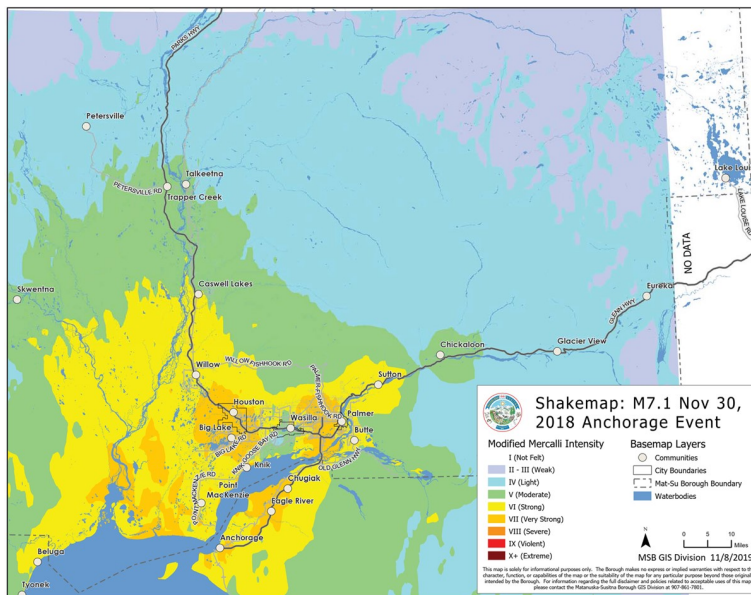 PARKS HWY
Petersville
Talkeetna
PETERSVILLE RD
Trapper Creek
Lake Loui
LAKE LOUISE RD
NO DATA
Skwentna
Caswell Lakes
Eureka
GLENN HWY
Chickaloon
Glacier View
WILLOW FISHHOOK RD
Willow
PALMER-FISHHOOK RD
Sutton
Houston
Wasilla
Palmer
Big Lake
BIG LAKE RD
KNIK GOOSE BAY RD
Butte
Knik
OLD GLENN HWY
Point
MacKenzie
Chugiak
Eagle River
Anchorage
Beluga
Tyonek
Shakemap: M7.1 Nov 30,
2018 Anchorage Event
Modified Mercalli Intensity
I (Not Felt)
II - III (Weak)
IV (Light)
V (Moderate)
VI (Strong)
VII (Very Strong)
VIII (Severe)
IX (Violent)
X+ (Extreme)
Basemap Layers
Communities
City Boundaries
Mat-Su Borough Boundary
Waterbodies
N
0 5 10
Miles
MSB GIS Division 11/8/2019
This map is solely for informational purposes only. The Borough makes no express or implied warranties with respect to th
character, function, or capabilities of the map or the suitability of the map for any particular purpose beyond those original
intended by the Borough. For information regarding the full disclaimer and policies related to acceptable uses of this map
please contact the Matanuska-Susitna Borough GIS Division at 907-861-7801.